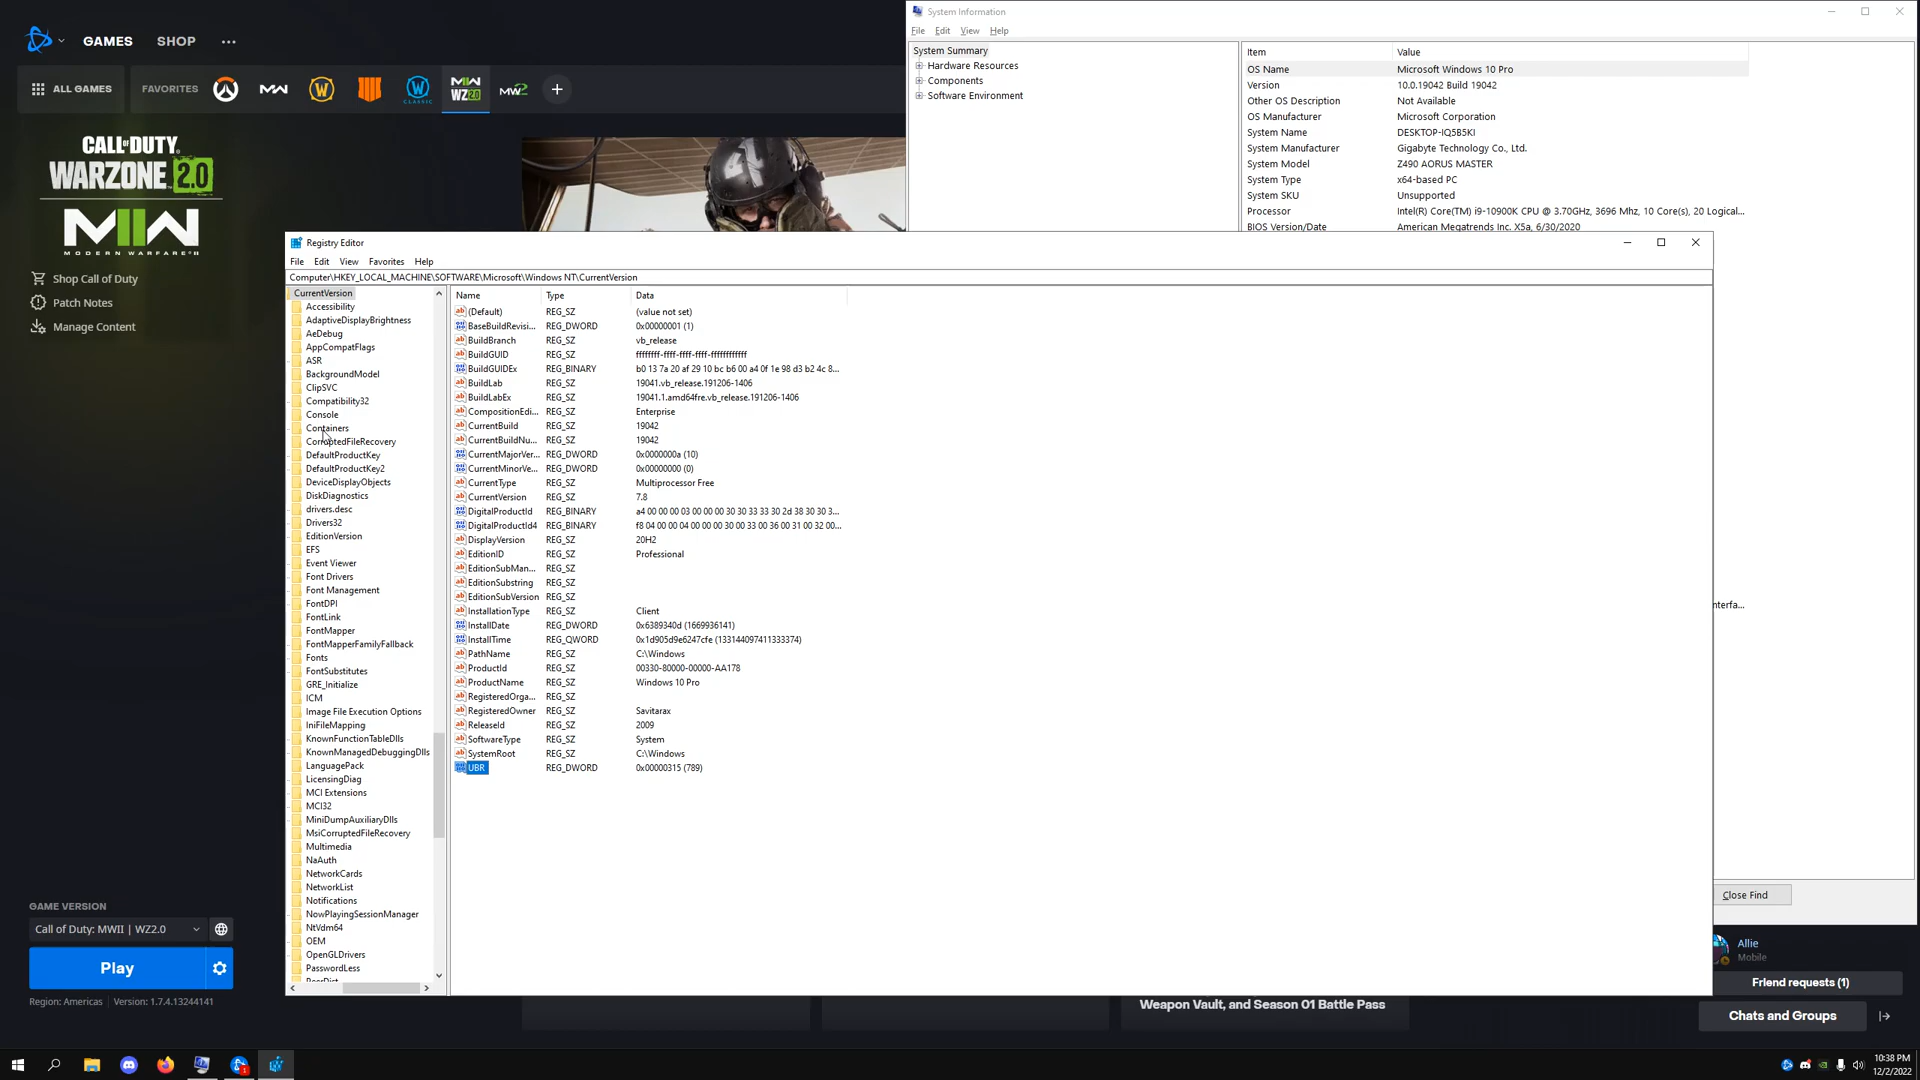 GAMES SHOP ...
ALL GAMES FAVORITES CLASSIC MWII WZ2.0 MW2 +
CALL OF DUTY
WARZONE 2.0
MWII
MODERN WARFARE II
Shop Call of Duty
Patch Notes
Manage Content
GAME VERSION
Call of Duty: MWII | WZ2.0
Play
Region: Americas | Version: 1.7.4.13244141
System Information
File Edit View Help
System Summary
Hardware Resources
Components
Software Environment
Item Value
OS Name Microsoft Windows 10 Pro
Version 10.0.19042 Build 19042
Other OS Description Not Available
OS Manufacturer Microsoft Corporation
System Name DESKTOP-IQ5B5KI
System Manufacturer Gigabyte Technology Co., Ltd.
System Model Z490 AORUS MASTER
System Type x64-based PC
System SKU Unsupported
Processor Intel(R) Core(TM) i9-10900K CPU @ 3.70GHz, 3696 Mhz, 10 Core(s), 20 Logical...
BIOS Version/Date American Megatrends Inc. X5a, 6/30/2020
nterfa...
Close Find
Registry Editor
File Edit View Favorites Help
Computer\HKEY_LOCAL_MACHINE\SOFTWARE\Microsoft\Windows NT\CurrentVersion
CurrentVersion
Accessibility
AdaptiveDisplayBrightness
AeDebug
AppCompatFlags
ASR
BackgroundModel
ClipSVC
Compatibility32
Console
Containers
CorruptedFileRecovery
DefaultProductKey
DefaultProductKey2
DeviceDisplayObjects
DiskDiagnostics
drivers.desc
Drivers32
EditionVersion
EFS
Event Viewer
Font Drivers
Font Management
FontDPI
FontLink
FontMapper
FontMapperFamilyFallback
Fonts
FontSubstitutes
GRE_Initialize
ICM
Image File Execution Options
IniFileMapping
KnownFunctionTableDlls
KnownManagedDebuggingDlls
LanguagePack
LicensingDiag
MCI Extensions
MCI32
MiniDumpAuxiliaryDlls
MsiCorruptedFileRecovery
Multimedia
NaAuth
NetworkCards
NetworkList
Notifications
NowPlayingSessionManager
NtVdm64
OEM
OpenGLDrivers
PasswordLess
PeerDist
Name Type Data
(Default) REG_SZ (value not set)
BaseBuildRevisi... REG_DWORD 0x00000001 (1)
BuildBranch REG_SZ vb_release
BuildGUID REG_SZ ffffffff-ffff-ffff-ffff-ffffffffffff
BuildGUIDEx REG_BINARY b0 13 7a 20 af 29 10 bc b6 00 a4 0f 1e 98 d3 b2 4c 8...
BuildLab REG_SZ 19041.vb_release.191206-1406
BuildLabEx REG_SZ 19041.1.amd64fre.vb_release.191206-1406
CompositionEdi... REG_SZ Enterprise
CurrentBuild REG_SZ 19042
CurrentBuildNu... REG_SZ 19042
CurrentMajorVer... REG_DWORD 0x0000000a (10)
CurrentMinorVe... REG_DWORD 0x00000000 (0)
CurrentType REG_SZ Multiprocessor Free
CurrentVersion REG_SZ 7.8
DigitalProductId REG_BINARY a4 00 00 00 03 00 00 00 30 30 33 33 30 2d 38 30 30 3...
DigitalProductId4 REG_BINARY f8 04 00 00 04 00 00 00 30 00 33 00 36 00 31 00 32 00...
DisplayVersion REG_SZ 20H2
EditionID REG_SZ Professional
EditionSubMan... REG_SZ
EditionSubstring REG_SZ
EditionSubVersion REG_SZ
InstallationType REG_SZ Client
InstallDate REG_DWORD 0x6389340d (1669936141)
InstallTime REG_QWORD 0x1d905d9e6247cfe (133144097411333374)
PathName REG_SZ C:\Windows
ProductId REG_SZ 00330-80000-00000-AA178
ProductName REG_SZ Windows 10 Pro
RegisteredOrga... REG_SZ
RegisteredOwner REG_SZ Savitarax
ReleaseId REG_SZ 2009
SoftwareType REG_SZ System
SystemRoot REG_SZ C:\Windows
UBR REG_DWORD 0x00000315 (789)
Weapon Vault, and Season 01 Battle Pass
Allie
Mobile
Friend requests (1)
Chats and Groups
10:38 PM
12/2/2022